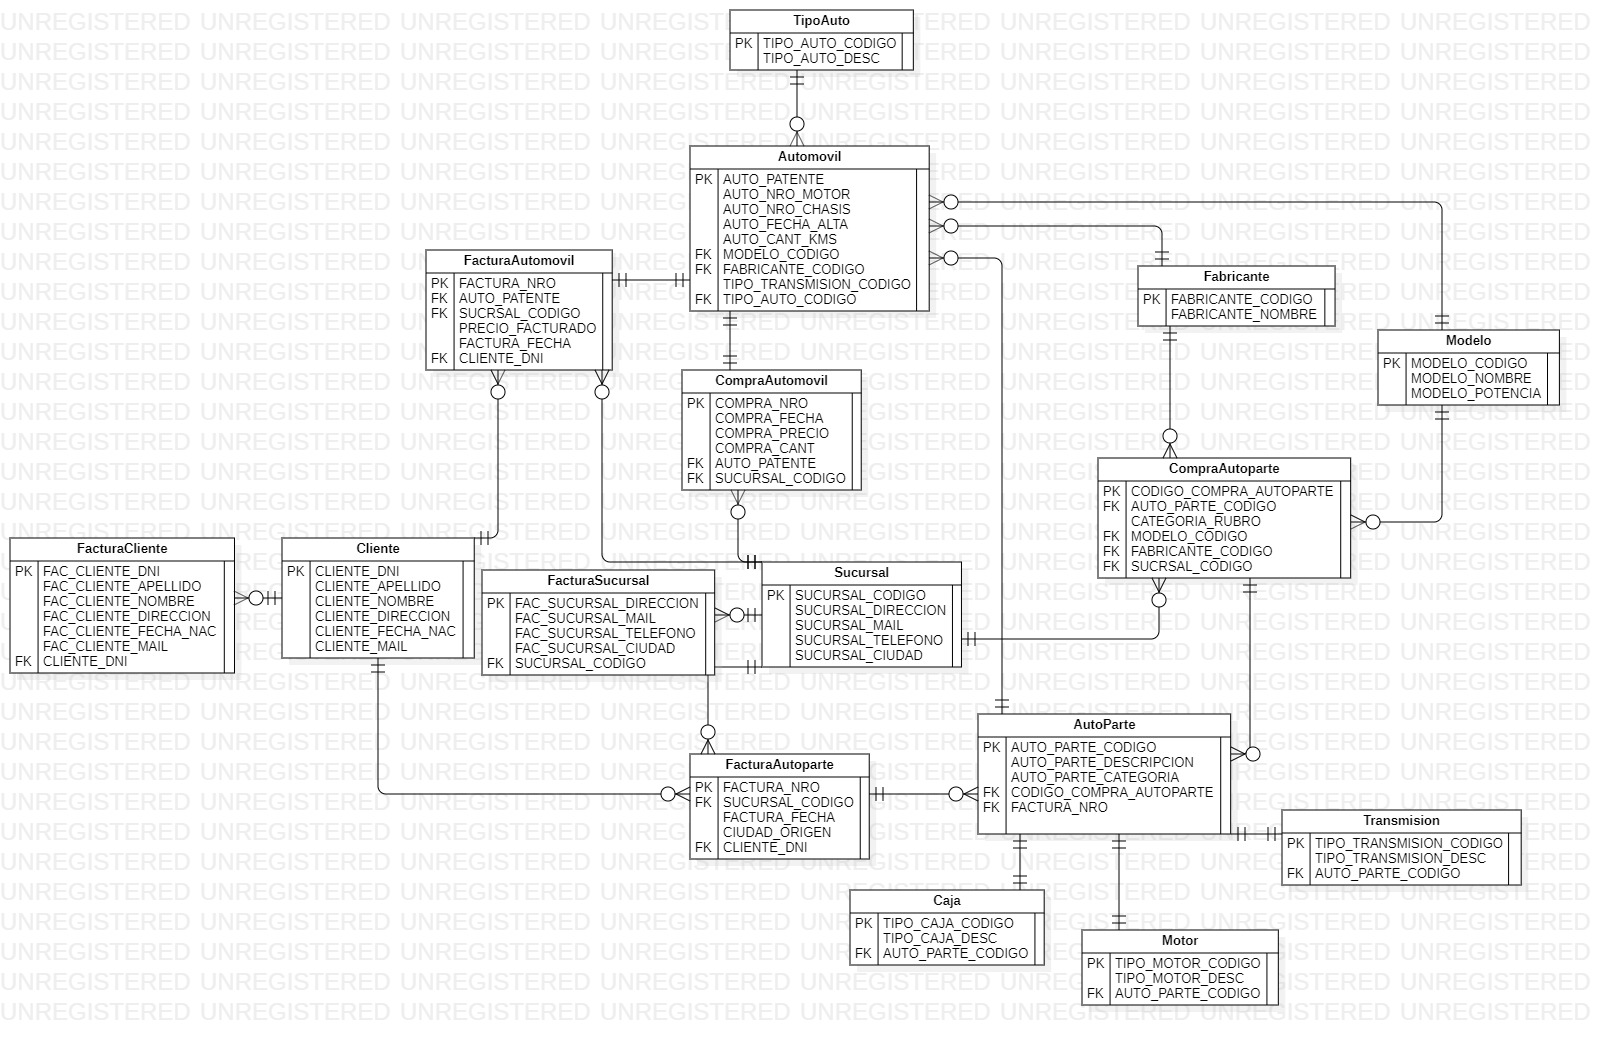 TipoAuto
PK TIPO_AUTO_CODIGO
TIPO_AUTO_DESC
Automovil
PK AUTO_PATENTE
AUTO_NRO_MOTOR
AUTO_NRO_CHASIS
AUTO_FECHA_ALTA
AUTO_CANT_KMS
FK MODELO_CODIGO
FK FABRICANTE_CODIGO
TIPO_TRANSMISION_CODIGO
FK TIPO_AUTO_CODIGO
FacturaAutomovil
PK FACTURA_NRO
FK AUTO_PATENTE
FK SUCRSAL_CODIGO
PRECIO_FACTURADO
FACTURA_FECHA
FK CLIENTE_DNI
Fabricante
PK FABRICANTE_CODIGO
FABRICANTE_NOMBRE
Modelo
PK MODELO_CODIGO
MODELO_NOMBRE
MODELO_POTENCIA
CompraAutomovil
PK COMPRA_NRO
COMPRA_FECHA
COMPRA_PRECIO
COMPRA_CANT
FK AUTO_PATENTE
FK SUCURSAL_CODIGO
CompraAutoparte
PK CODIGO_COMPRA_AUTOPARTE
FK AUTO_PARTE_CODIGO
CATEGORIA_RUBRO
FK MODELO_CODIGO
FK FABRICANTE_CODIGO
FK SUCRSAL_CODIGO
FacturaCliente
PK FAC_CLIENTE_DNI
FAC_CLIENTE_APELLIDO
FAC_CLIENTE_NOMBRE
FAC_CLIENTE_DIRECCION
FAC_CLIENTE_FECHA_NAC
FAC_CLIENTE_MAIL
FK CLIENTE_DNI
Cliente
PK CLIENTE_DNI
CLIENTE_APELLIDO
CLIENTE_NOMBRE
CLIENTE_DIRECCION
CLIENTE_FECHA_NAC
CLIENTE_MAIL
FacturaSucursal
PK FAC_SUCURSAL_DIRECCION
FAC_SUCURSAL_MAIL
FAC_SUCURSAL_TELEFONO
FAC_SUCURSAL_CIUDAD
FK SUCURSAL_CODIGO
Sucursal
PK SUCURSAL_CODIGO
SUCURSAL_DIRECCION
SUCURSAL_MAIL
SUCURSAL_TELEFONO
SUCURSAL_CIUDAD
AutoParte
PK AUTO_PARTE_CODIGO
AUTO_PARTE_DESCRIPCION
AUTO_PARTE_CATEGORIA
FK CODIGO_COMPRA_AUTOPARTE
FK FACTURA_NRO
FacturaAutoparte
PK FACTURA_NRO
FK SUCURSAL_CODIGO
FACTURA_FECHA
CIUDAD_ORIGEN
FK CLIENTE_DNI
Transmision
PK TIPO_TRANSMISION_CODIGO
TIPO_TRANSMISION_DESC
FK AUTO_PARTE_CODIGO
Caja
PK TIPO_CAJA_CODIGO
TIPO_CAJA_DESC
FK AUTO_PARTE_CODIGO
Motor
PK TIPO_MOTOR_CODIGO
TIPO_MOTOR_DESC
FK AUTO_PARTE_CODIGO
UNREGISTERED